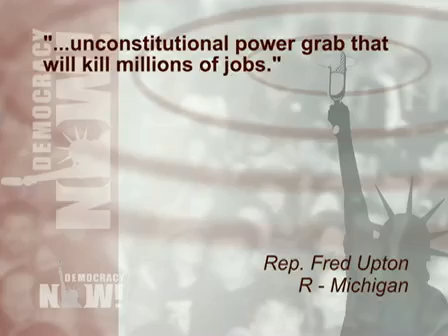 "...unconstitutional power grab that
will kill millions of jobs."
DEMOCRACY
NOW!
Rep. Fred Upton
R - Michigan
DEMOCRACY
NOW!